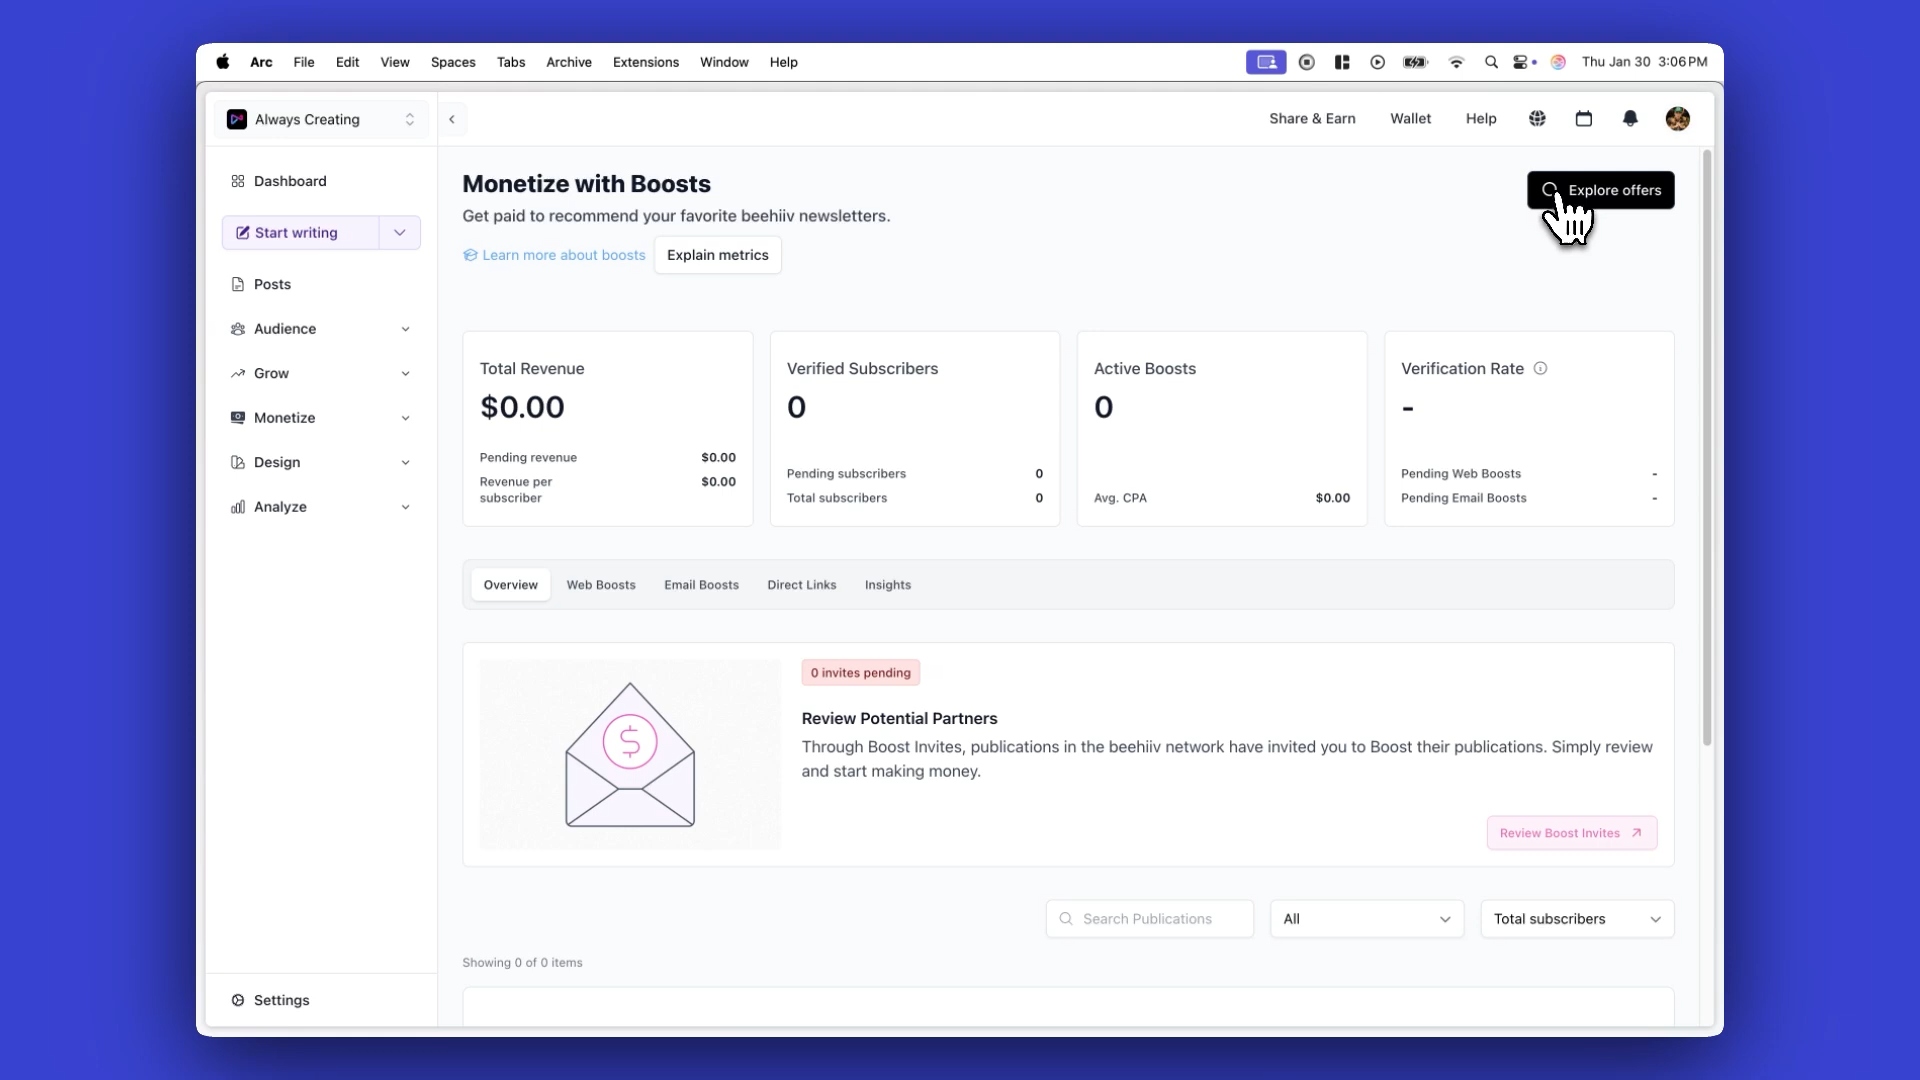 Arc File Edit View Spaces Tabs Archive Extensions Window Help Thu Jan 30 3:06 PM
Always Creating
Share & Earn Wallet Help
Dashboard
Start writing
Posts
Audience
Grow
Monetize
Design
Analyze
Settings
Monetize with Boosts
Get paid to recommend your favorite beehiiv newsletters.
Learn more about boosts Explain metrics
Explore offers
Total Revenue
$0.00
Pending revenue $0.00
Revenue per $0.00
subscriber
Verified Subscribers
0
Pending subscribers 0
Total subscribers 0
Active Boosts
0
Avg. CPA $0.00
Verification Rate
-
Pending Web Boosts -
Pending Email Boosts -
Overview Web Boosts Email Boosts Direct Links Insights
$
0 invites pending
Review Potential Partners
Through Boost Invites, publications in the beehiiv network have invited you to Boost their publications. Simply review
and start making money.
Review Boost Invites
Search Publications All Total subscribers
Showing 0 of 0 items